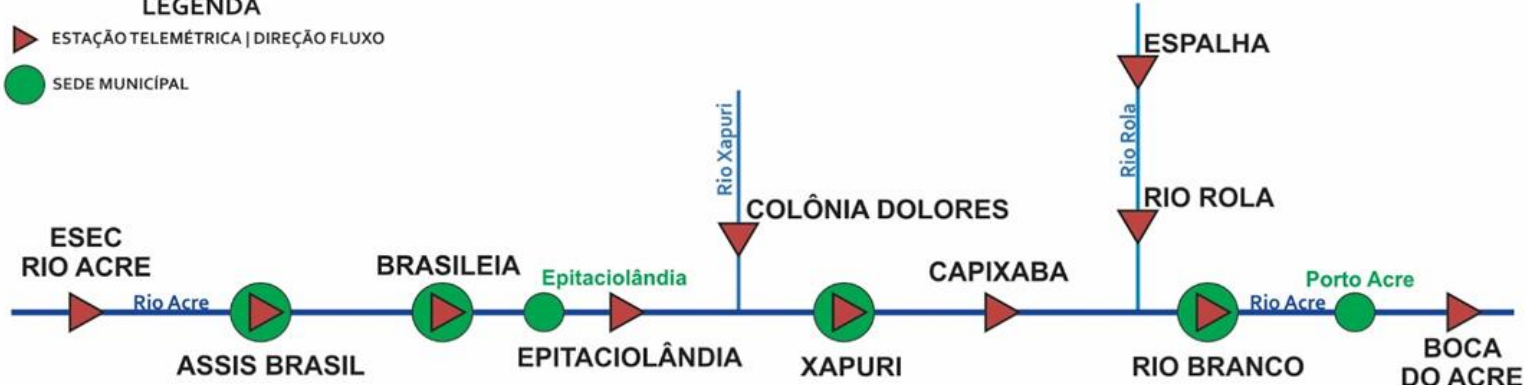 LEGENDA
ESTAÇÃO TELEMÉTRICA | DIREÇÃO FLUXO
SEDE MUNICÍPAL
ESPALHA
Rio Xapuri
Rio Rola
COLÔNIA DOLORES
RIO ROLA
ESEC
RIO ACRE
BRASILEIA
Epitaciolândia
CAPIXABA
Porto Acre
Rio Acre
Rio Acre
ASSIS BRASIL
EPITACIOLÂNDIA
XAPURI
RIO BRANCO
BOCA
DO ACRE